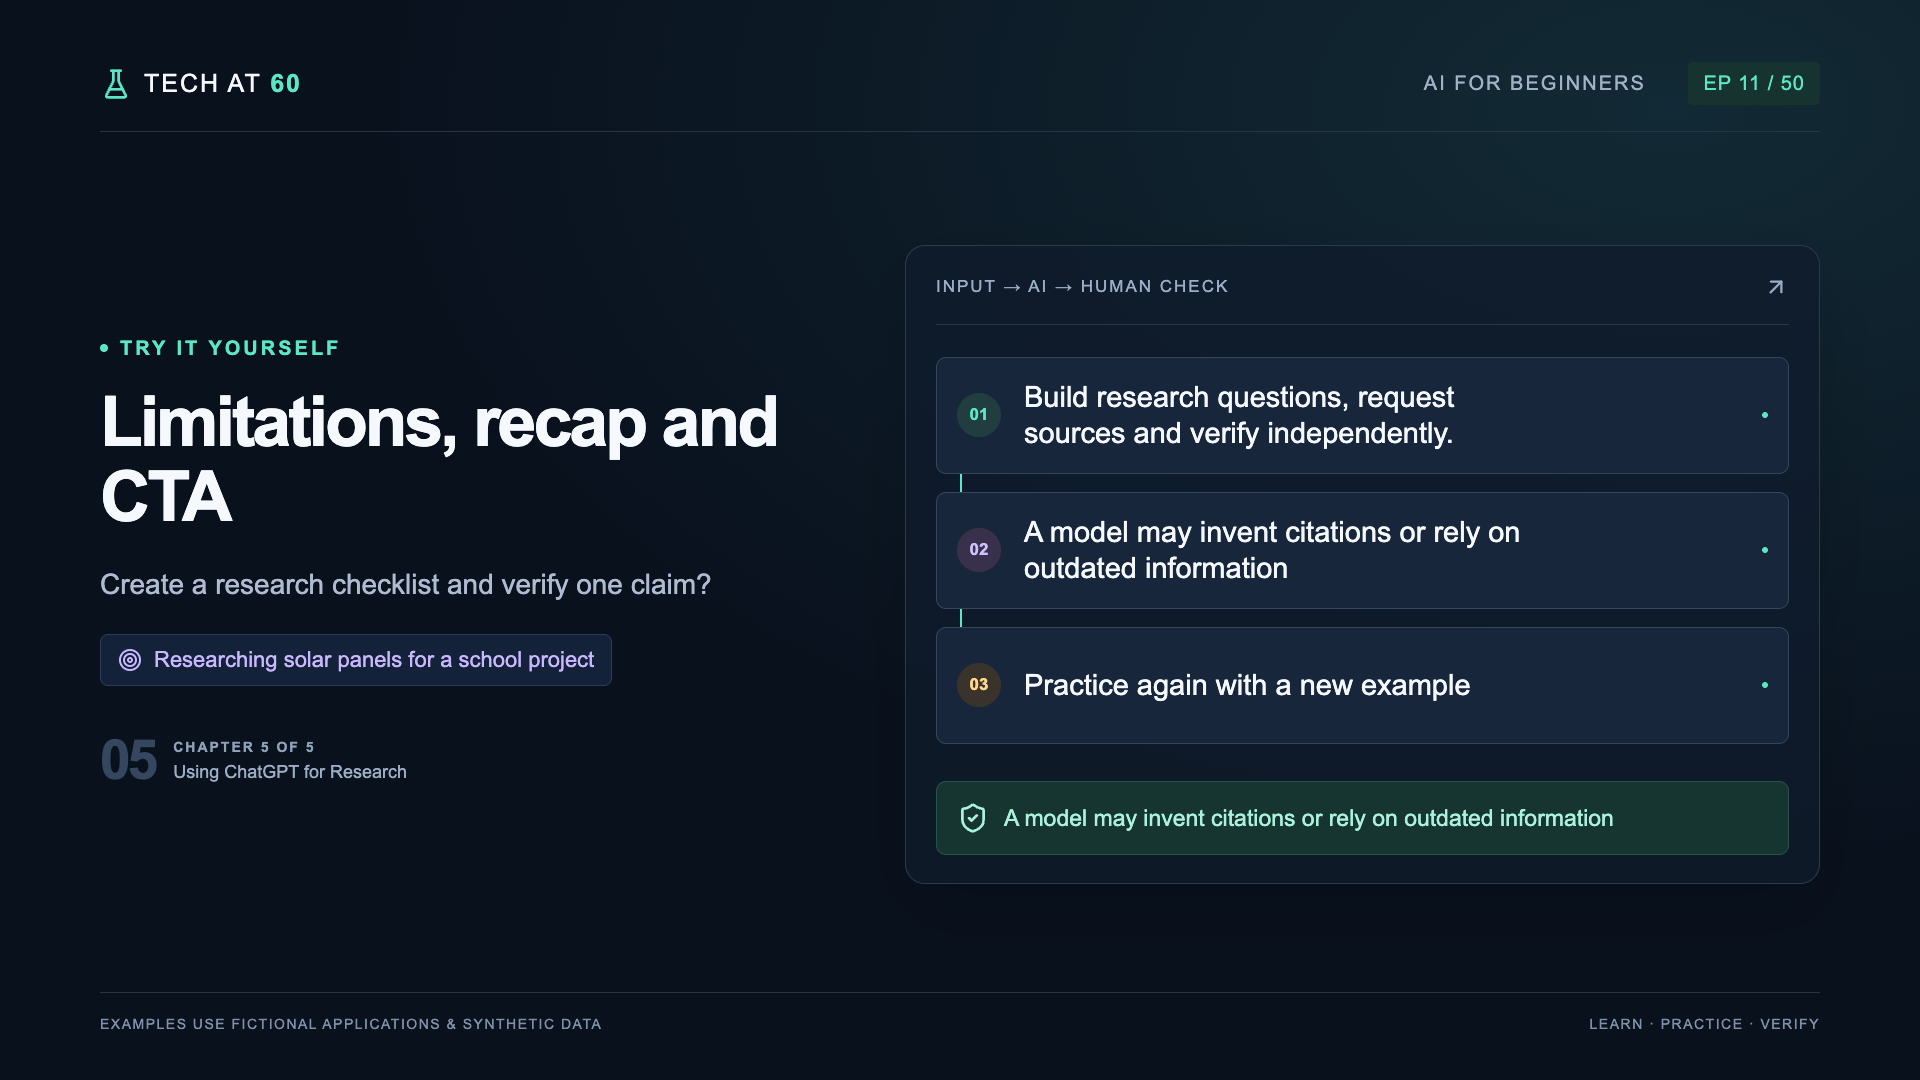 TECH AT 60
AI FOR BEGINNERS
EP 11 / 50
TRY IT YOURSELF
Limitations, recap and
CTA
Create a research checklist and verify one claim?
Researching solar panels for a school project
05
CHAPTER 5 OF 5
Using ChatGPT for Research
INPUT → AI → HUMAN CHECK
01
Build research questions, request
sources and verify independently.
02
A model may invent citations or rely on
outdated information
03
Practice again with a new example
A model may invent citations or rely on outdated information
EXAMPLES USE FICTIONAL APPLICATIONS & SYNTHETIC DATA
LEARN · PRACTICE · VERIFY